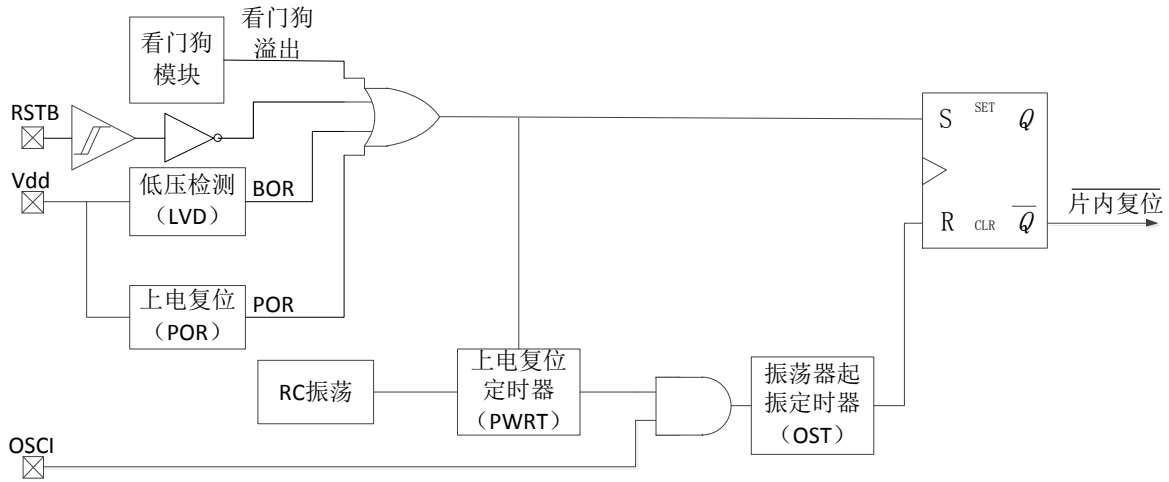 看门狗
模块
看门狗
溢出
RSTB
Vdd
低压检测
（LVD）
BOR
上电复位
（POR）
POR
RC振荡
上电复位
定时器
（PWRT）
振荡器起
振定时器
（OST）
OSCI
S SET Q
R CLR Q
片内复位